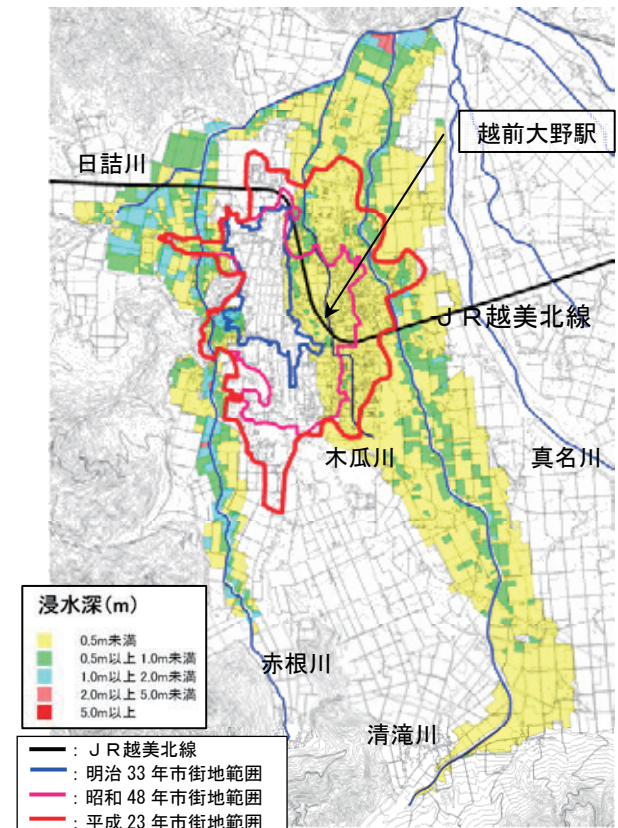 越前大野駅
日詰川
JR越美北線
木瓜川
真名川
浸水深(m)
0.5m未満
0.5m以上 1.0m未満
1.0m以上 2.0m未満
2.0m以上 5.0m未満
5.0m以上
赤根川
清滝川
：ＪＲ越美北線
：明治 33 年市街地範囲
：昭和 48 年市街地範囲
：平成 23 年市街地範囲